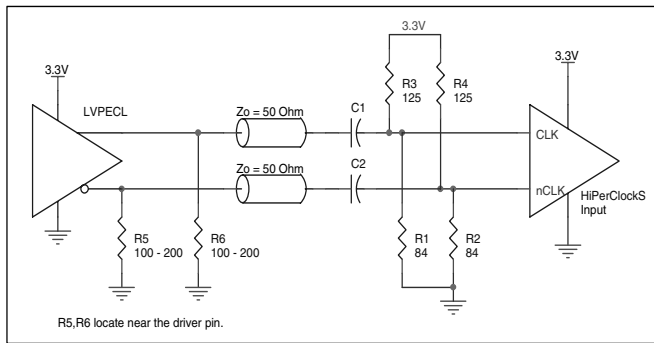 3.3V
3.3V
3.3V
LVPECL
Zo = 50 Ohm
C1
R3
125
R4
125
CLK
Zo = 50 Ohm
C2
nCLK
HiPerClockS
Input
R5
100 - 200
R6
100 - 200
R1
84
R2
84
R5,R6 locate near the driver pin.